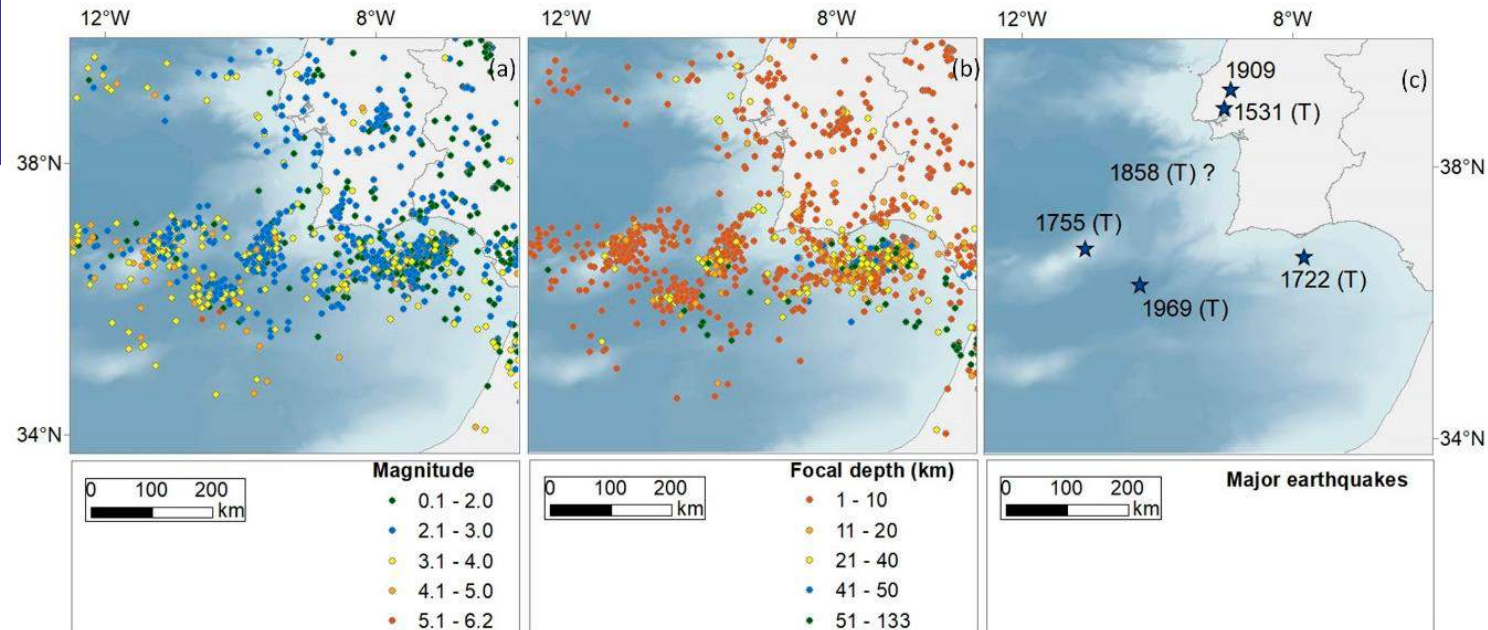 12°W 8°W 12°W 8°W 12°W 8°W
(a) (b) (c)
1909
1531 (T)
38°N 38°N
1858 (T) ?
1755 (T)
1722 (T)
1969 (T)
34°N 34°N
Magnitude
0 100 200
km
0.1 - 2.0
2.1 - 3.0
3.1 - 4.0
4.1 - 5.0
5.1 - 6.2
Focal depth (km)
0 100 200
km
1 - 10
11 - 20
21 - 40
41 - 50
51 - 133
Major earthquakes
0 100 200
km